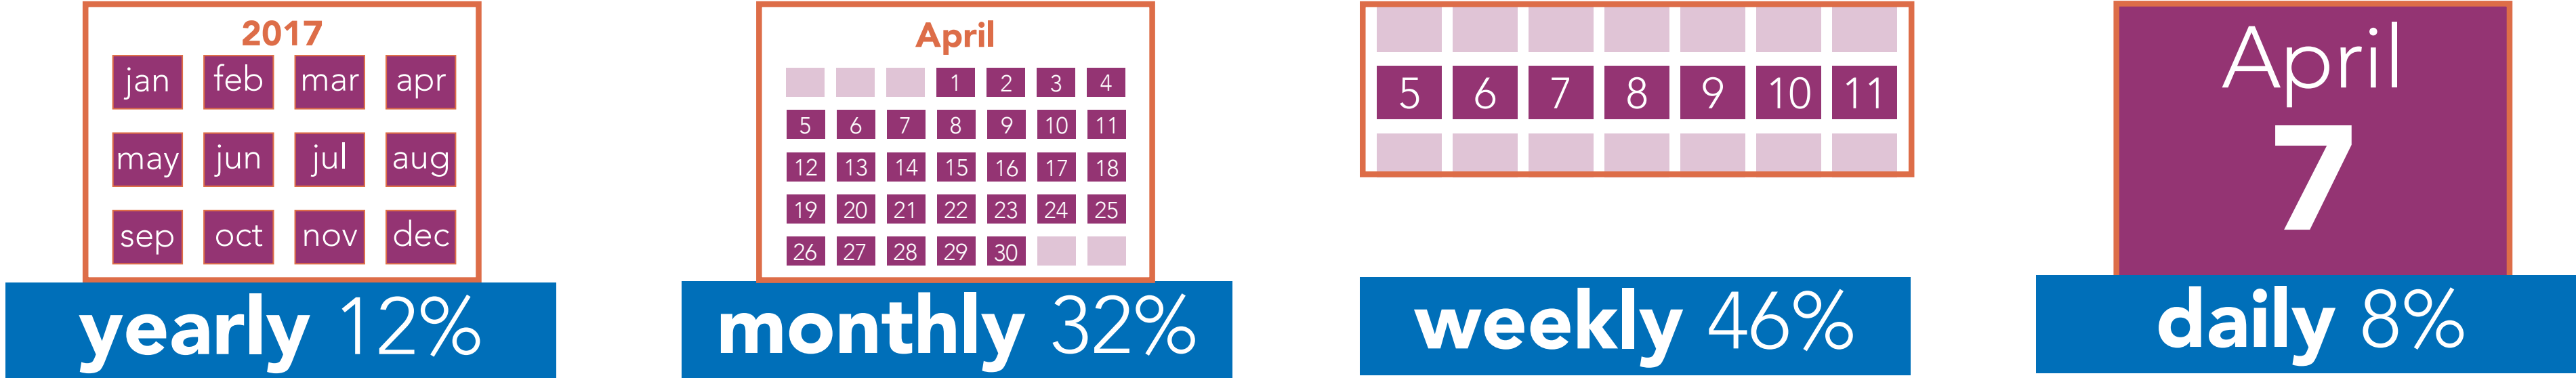 2017
jan feb mar apr
may jun jul aug
sep oct nov dec
yearly 12%
April
1 2 3 4
5 6 7 8 9 10 11
12 13 14 15 16 17 18
19 20 21 22 23 24 25
26 27 28 29 30
monthly 32%
5 6 7 8 9 10 11
weekly 46%
April
7
daily 8%